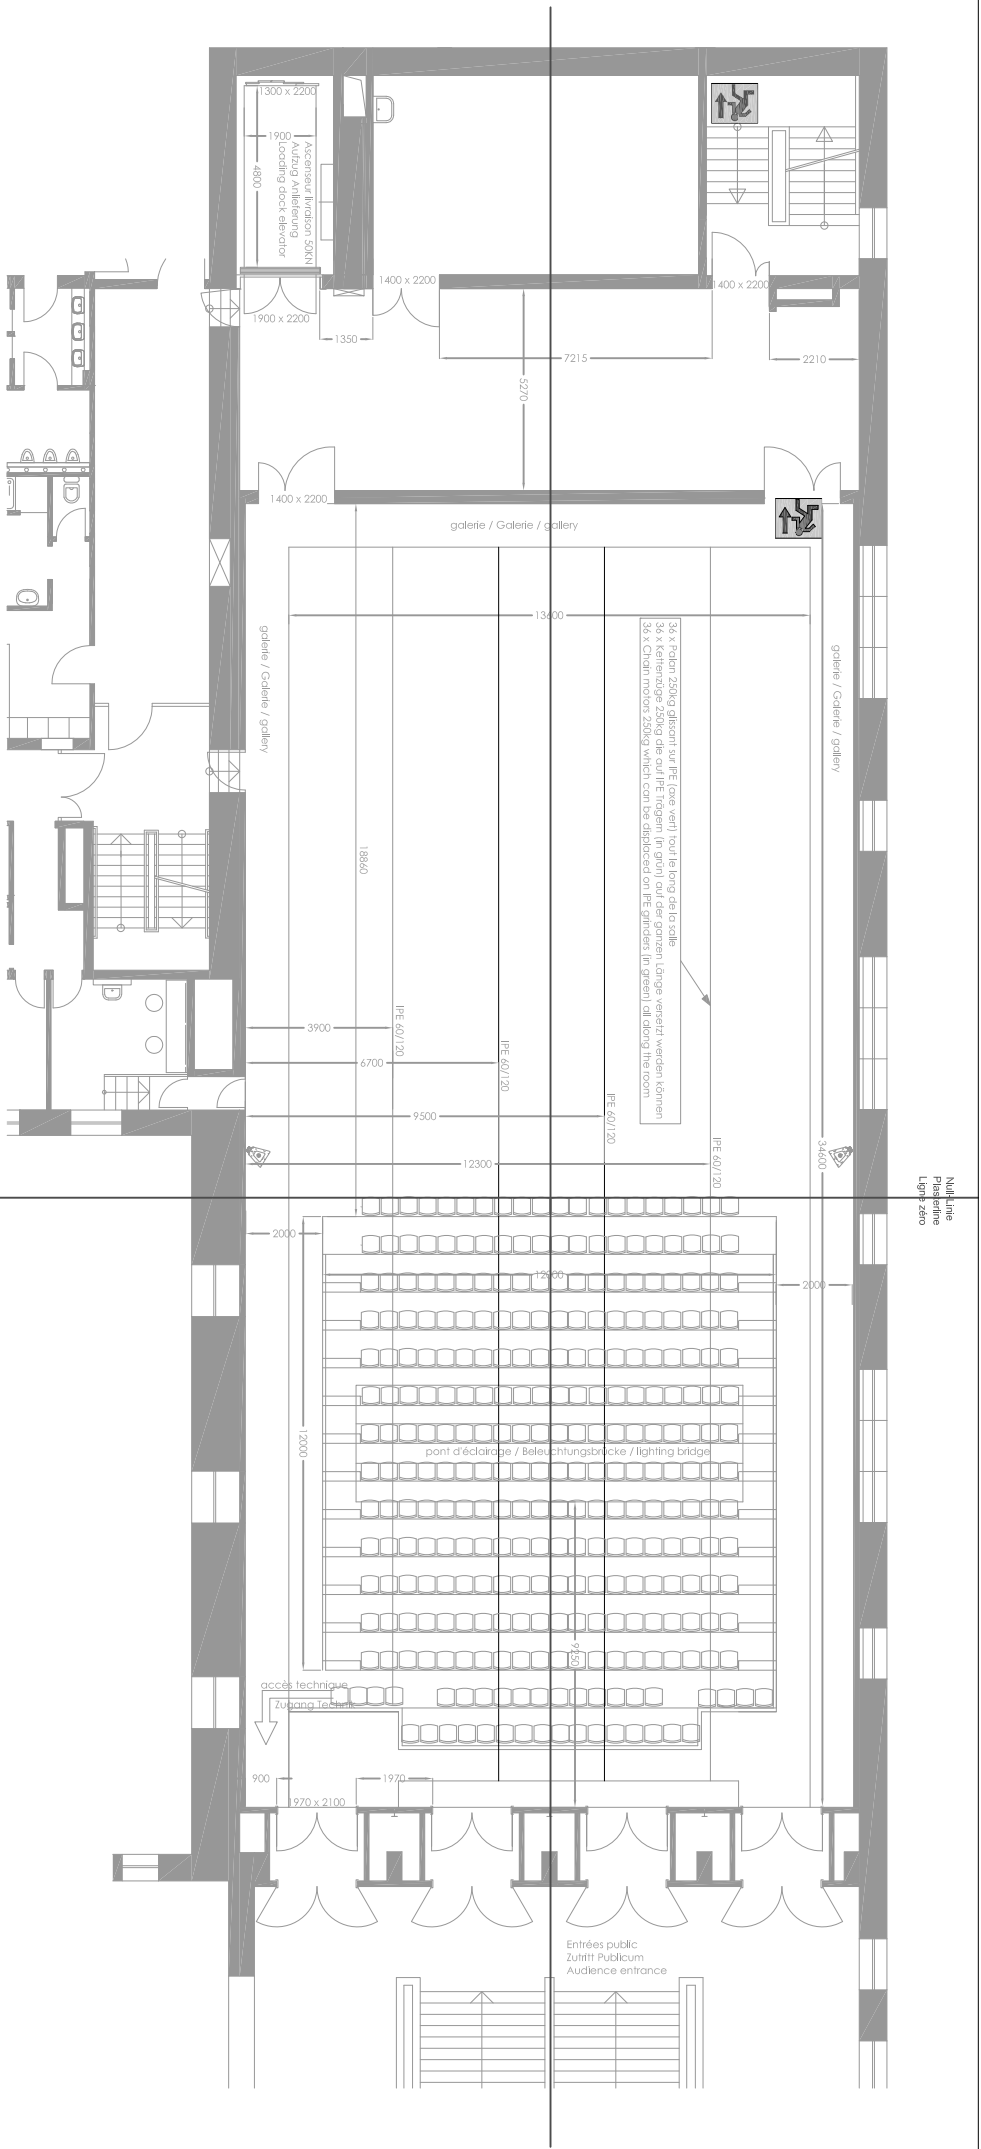 1300 x 2200
1900
4800
Ascenseur livraison 50KN
Aufzug Anlieferung
Loading dock elevator
1400 x 2200
1400 x 2200
1900 x 2200
1350
7215
2210
5270
1400 x 2200
galerie / Galerie / gallery
13600
36 x Palan 250kg glissant sur IPE (axe vert) tout le long de la salle
36 x Kettenzüge 250kg die auf IPE Trägern (in grün) auf der ganzen Länge versetzt werden können
36 x Chain motors 250kg which can be displaced on IPE grinders (in green) all along the room
galerie / Galerie / gallery
galerie / Galerie / gallery
18860
3900
IPE 60/120
6700
IPE 60/120
9500
IPE 60/120
12300
IPE 60/120
34600
Null-Linie
Plasterline
Ligne zéro
2000
12000
2000
12000
pont d'éclairage / Beleuchtungsbrücke / lighting bridge
9250
accès technique
Zugang Technik
900
1970
1970 x 2100
Entrées public
Zutritt Publicum
Audience entrance